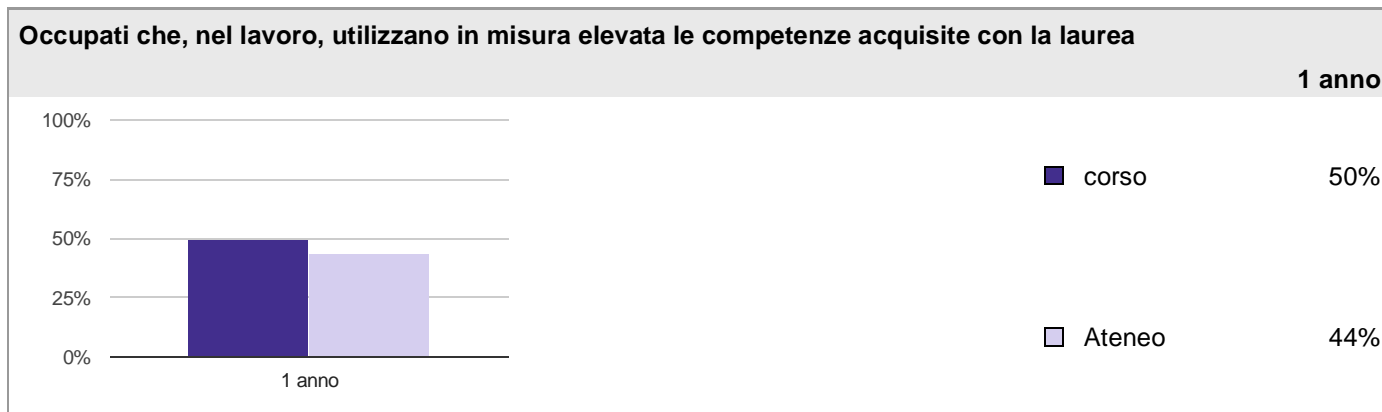 Occupati che, nel lavoro, utilizzano in misura elevata le competenze acquisite con la laurea
1 anno
100%
75%
50%
25%
0%
1 anno
corso 50%
Ateneo 44%